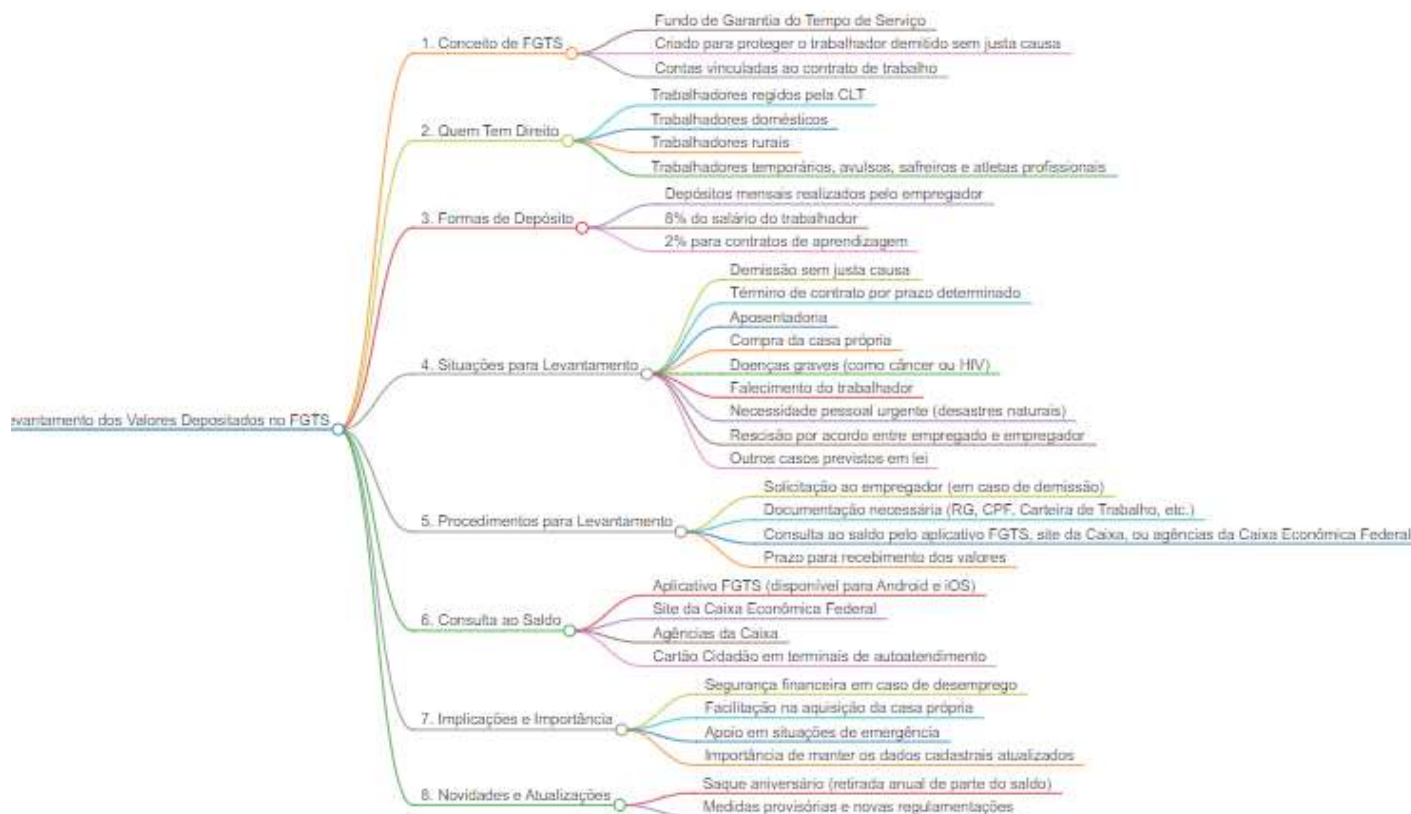 evantamento dos Valores Depositados no FGTS
1. Conceito de FGTS
Fundo de Garantia do Tempo de Serviço
Criado para proteger o trabalhador demitido sem justa causa
Contas vinculadas ao contrato de trabalho
2. Quem Tem Direito
Trabalhadores regidos pela CLT
Trabalhadores domésticos
Trabalhadores rurais
Trabalhadores temporários, avulsos, safreiros e atletas profissionais
3. Formas de Depósito
Depósitos mensais realizados pelo empregador
8% do salário do trabalhador
2% para contratos de aprendizagem
4. Situações para Levantamento
Demissão sem justa causa
Término de contrato por prazo determinado
Aposentadoria
Compra da casa própria
Doenças graves (como câncer ou HIV)
Falecimento do trabalhador
Necessidade pessoal urgente (desastres naturais)
Rescisão por acordo entre empregado e empregador
Outros casos previstos em lei
5. Procedimentos para Levantamento
Solicitação ao empregador (em caso de demissão)
Documentação necessária (RG, CPF, Carteira de Trabalho, etc.)
Consulta ao saldo pelo aplicativo FGTS, site da Caixa, ou agências da Caixa Econômica Federal
Prazo para recebimento dos valores
6. Consulta ao Saldo
Aplicativo FGTS (disponível para Android e iOS)
Site da Caixa Econômica Federal
Agências da Caixa
Cartão Cidadão em terminais de autoatendimento
7. Implicações e Importância
Segurança financeira em caso de desemprego
Facilitação na aquisição da casa própria
Apoio em situações de emergência
Importância de manter os dados cadastrais atualizados
8. Novidades e Atualizações
Saque aniversário (retirada anual de parte do saldo)
Medidas provisórias e novas regulamentações